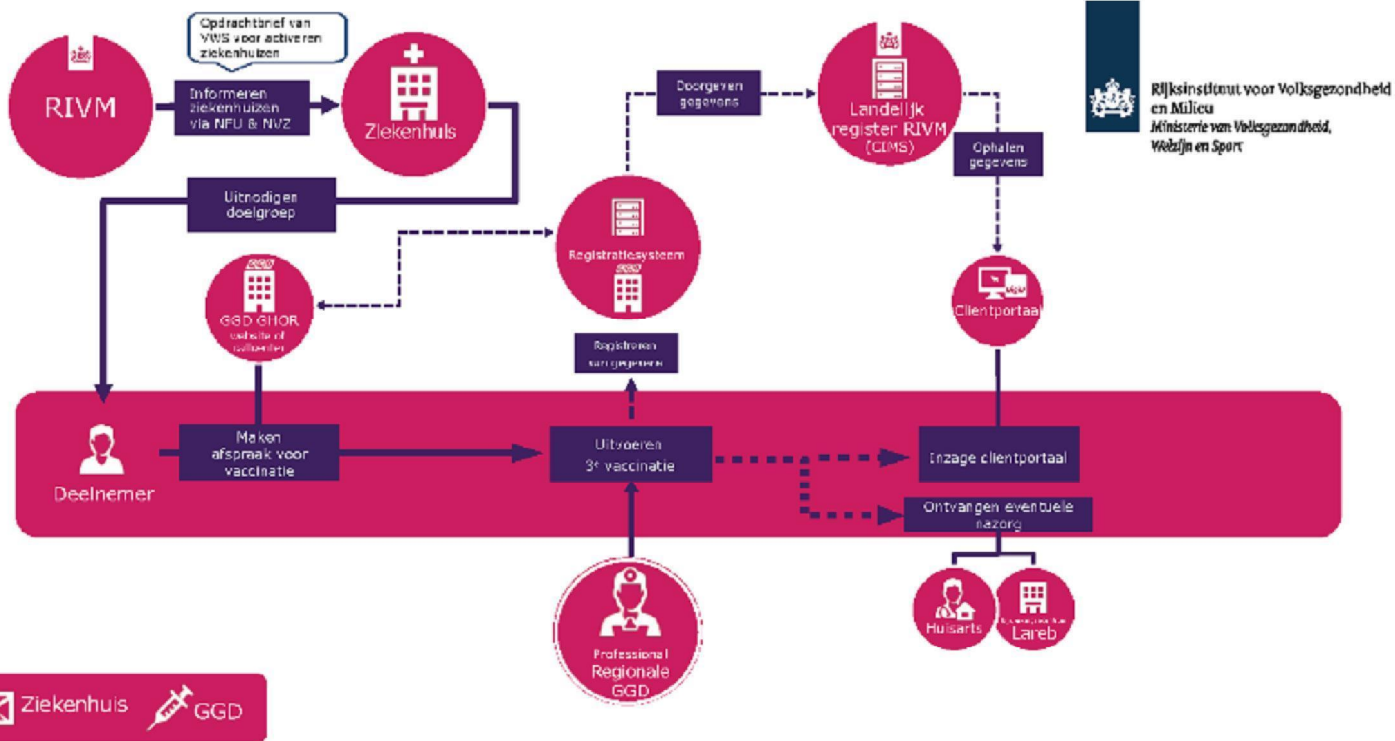 Opdrachtbrief van
VWS voor activeren
ziekenhuizen
RIVM
Informeren
ziekenhuizen
via NFU & NVZ
Ziekenhuis
Doorgeven
gegevens
Landelijk
register RIVM
(CIMS)
Rijksinstituut voor Volksgezondheid
en Milieu
Ministerie van Volksgezondheid,
Welzijn en Sport
Ophalen
gegevens
Uitnodigen
doelgroep
Registratiesysteem
GGD GHOR
website of
callcenter
Clientportaal
Registreren
van gegevens
Deelnemer
Maken
afspraak voor
vaccinatie
Uitvoeren
3e vaccinatie
Inzage clientportaal
Ontvangen eventuele
nazorg
Huisarts
Lareb
Professional
Regionale
GGD
Ziekenhuis
GGD